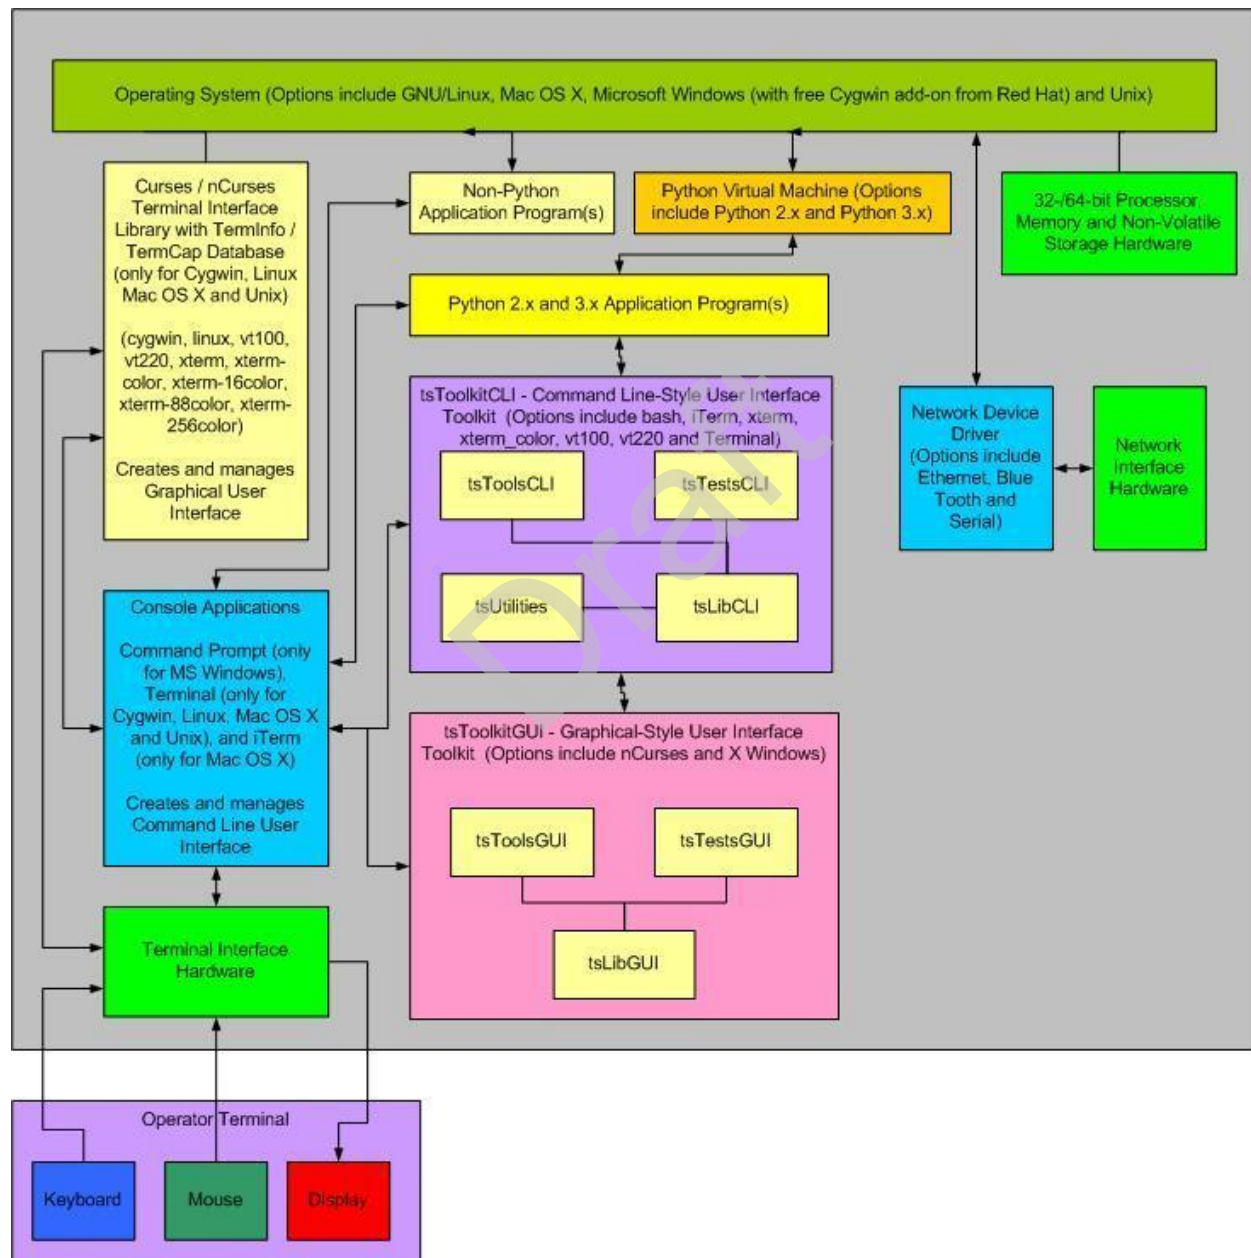 Operating System (Options include GNU/Linux, Mac OS X, Microsoft Windows (with free Cygwin add-on from Red Hat) and Unix)
Curses / nCurses
Terminal Interface
Library with TermInfo /
TermCap Database
(only for Cygwin, Linux
Mac OS X and Unix)
(cygwin, linux, vt100,
vt220, xterm, xterm-
color, xterm-16color,
xterm-88color, xterm-
256color)
Creates and manages
Graphical User
Interface
Non-Python
Application Program(s)
Python Virtual Machine (Options
include Python 2.x and Python 3.x)
32-/64-bit Processor,
Memory and Non-Volatile
Storage Hardware
Python 2.x and 3.x Application Program(s)
tsToolkitCLI - Command Line-Style User Interface
Toolkit (Options include bash, iTerm, xterm,
xterm_color, vt100, vt220 and Terminal)
tsToolsCLI
tsTestsCLI
tsUtilities
tsLibCLI
Network Device
Driver
(Options include
Ethernet, Blue
Tooth and
Serial)
Network
Interface
Hardware
Console Applications
Command Prompt (only
for MS Windows),
Terminal (only for
Cygwin, Linux, Mac OS X
and Unix), and iTerm
(only for Mac OS X)
Creates and manages
Command Line User
Interface
tsToolkitGUI - Graphical-Style User Interface
Toolkit (Options include nCurses and X Windows)
tsToolsGUI
tsTestsGUI
tsLibGUI
Terminal Interface
Hardware
Operator Terminal
Keyboard
Mouse
Display
Draft